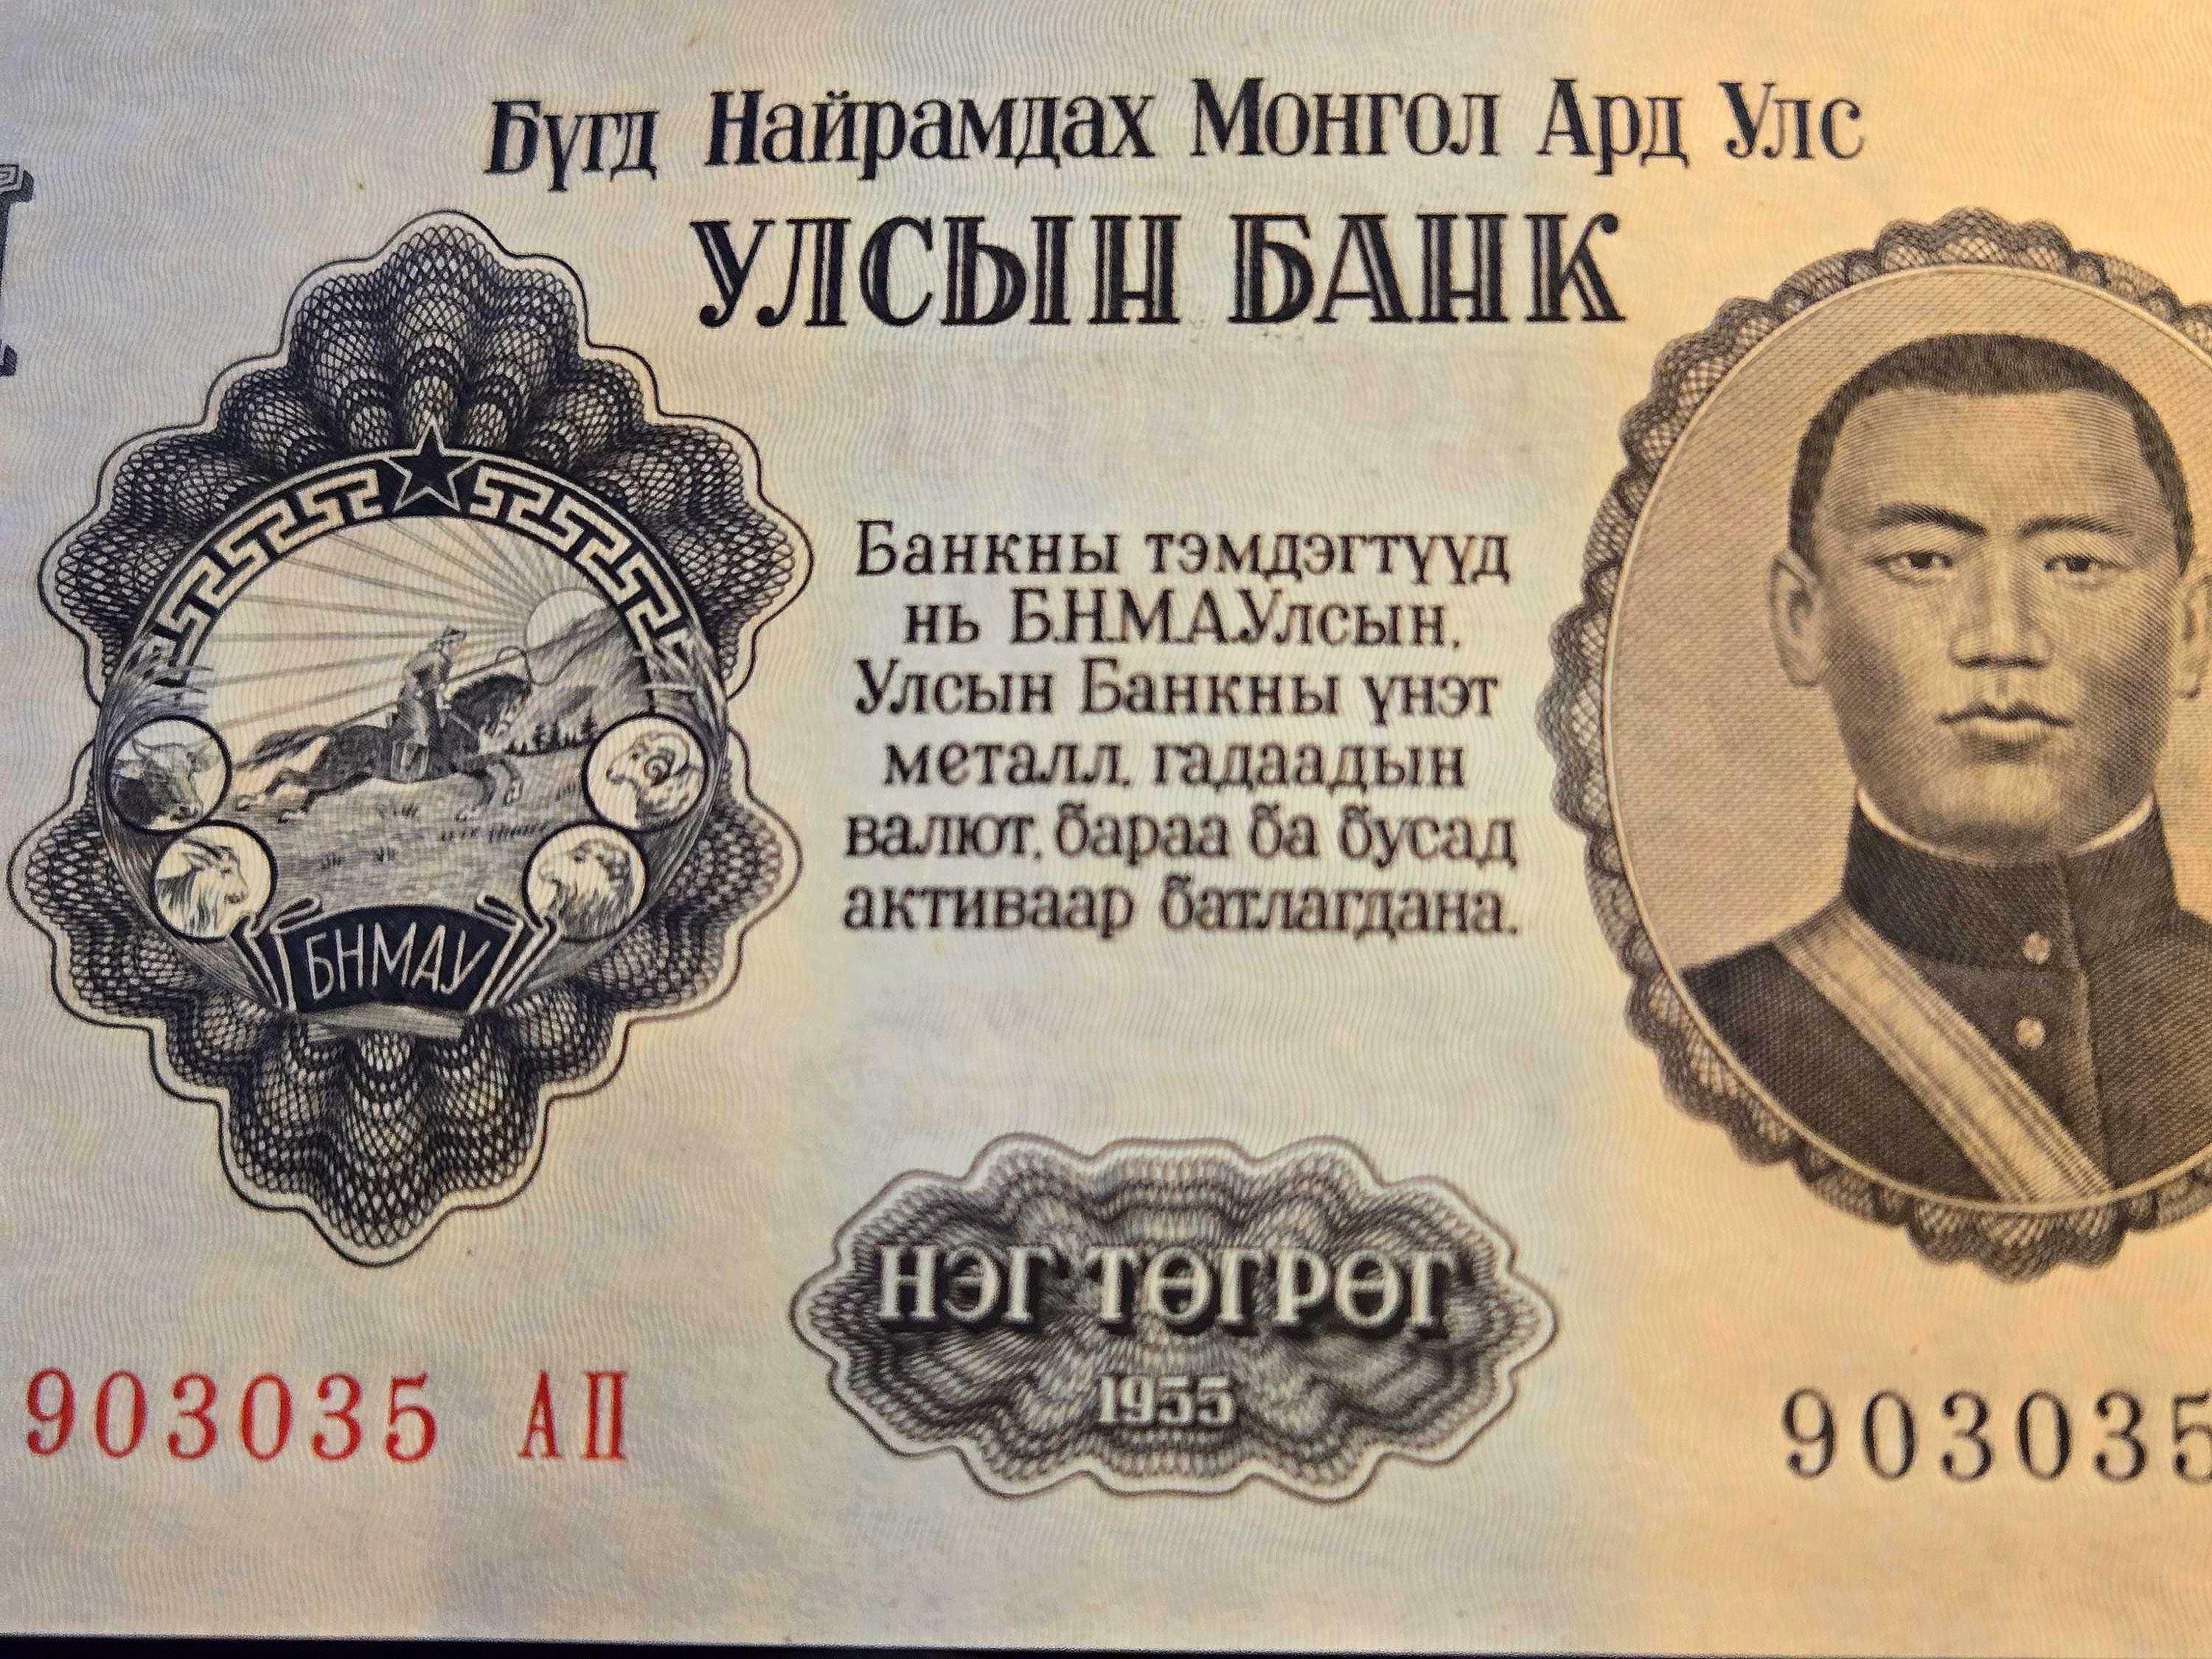 Бүгд Найрамдах Монгол Ард Улс
УЛСЫН БАНК
Банкны тэмдэгтүүд
нь Б.Н.М.А.Улсын.
Улсын Банкны үнэт
металл, гадаадын
валют, бараа ба бусад
активаар батлагдана.
БНМАУ
НЭГ ТӨГРӨГ
1955
903035 АП
903035